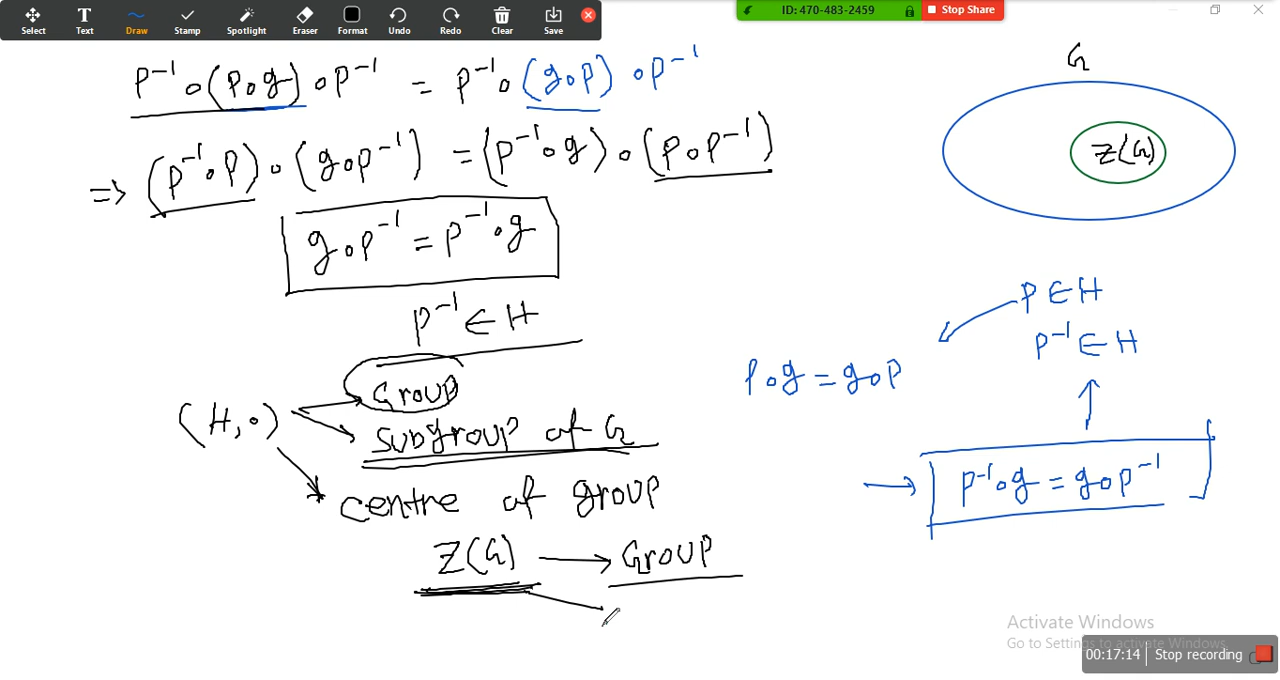 Select Text Draw Stamp Spotlight Eraser Format Undo Redo Clear Save
ID: 470-483-2459 Stop Share
p⁻¹∘(p∘g)∘p⁻¹ = p⁻¹∘(g∘p)∘p⁻¹
=> (p⁻¹∘p)∘(g∘p⁻¹) = (p⁻¹∘g)∘(p∘p⁻¹)
g∘p⁻¹ = p⁻¹∘g
p⁻¹ ∈ H
(H,∘)
Group
subgroup of G
centre of group
Z(G) → Group
G
Z(G)
p ∈ H
p⁻¹ ∈ H
p∘g = g∘p
→ p⁻¹∘g = g∘p⁻¹
Activate Windows
Go to Settings to activate Windows.
00:17:14 Stop recording